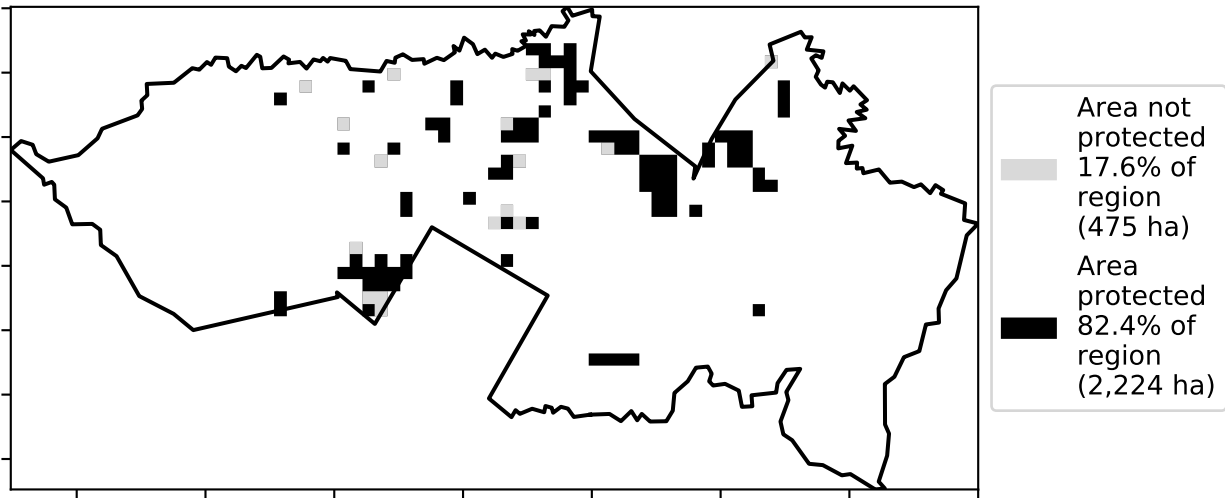 Area not
protected
17.6% of
region
(475 ha)
Area
protected
82.4% of
region
(2,224 ha)